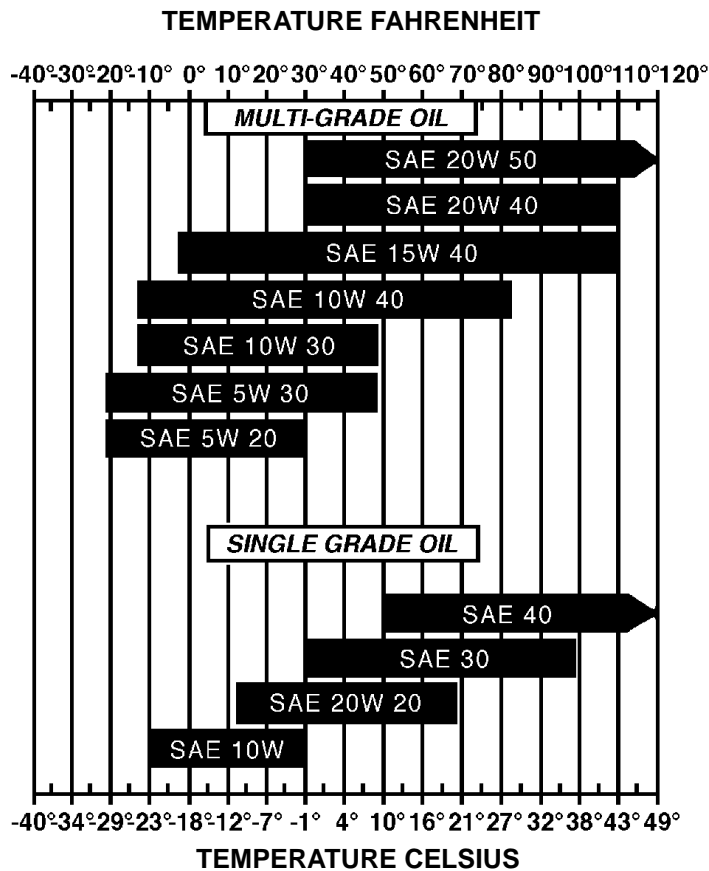 TEMPERATURE FAHRENHEIT
-40° -30° -20° -10° 0° 10° 20° 30° 40° 50° 60° 70° 80° 90° 100° 110° 120°
MULTI-GRADE OIL
SAE 20W 50
SAE 20W 40
SAE 15W 40
SAE 10W 40
SAE 10W 30
SAE 5W 30
SAE 5W 20
SINGLE GRADE OIL
SAE 40
SAE 30
SAE 20W 20
SAE 10W
-40° -34° -29° -23° -18° -12° -7° -1° 4° 10° 16° 21° 27° 32° 38° 43° 49°
TEMPERATURE CELSIUS